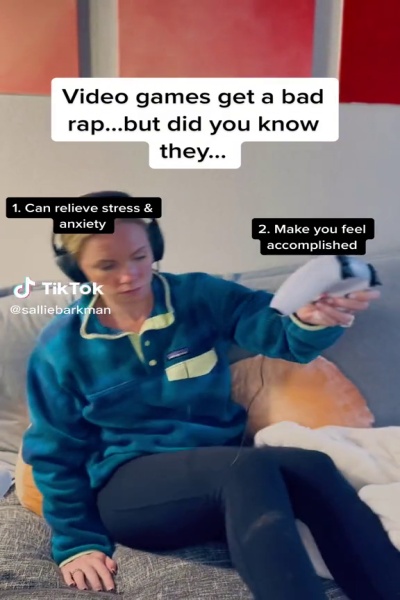 Video games get a bad
rap...but did you know
they...
1. Can relieve stress &
anxiety
2. Make you feel
accomplished
TikTok
@salliebarkman
patagonia